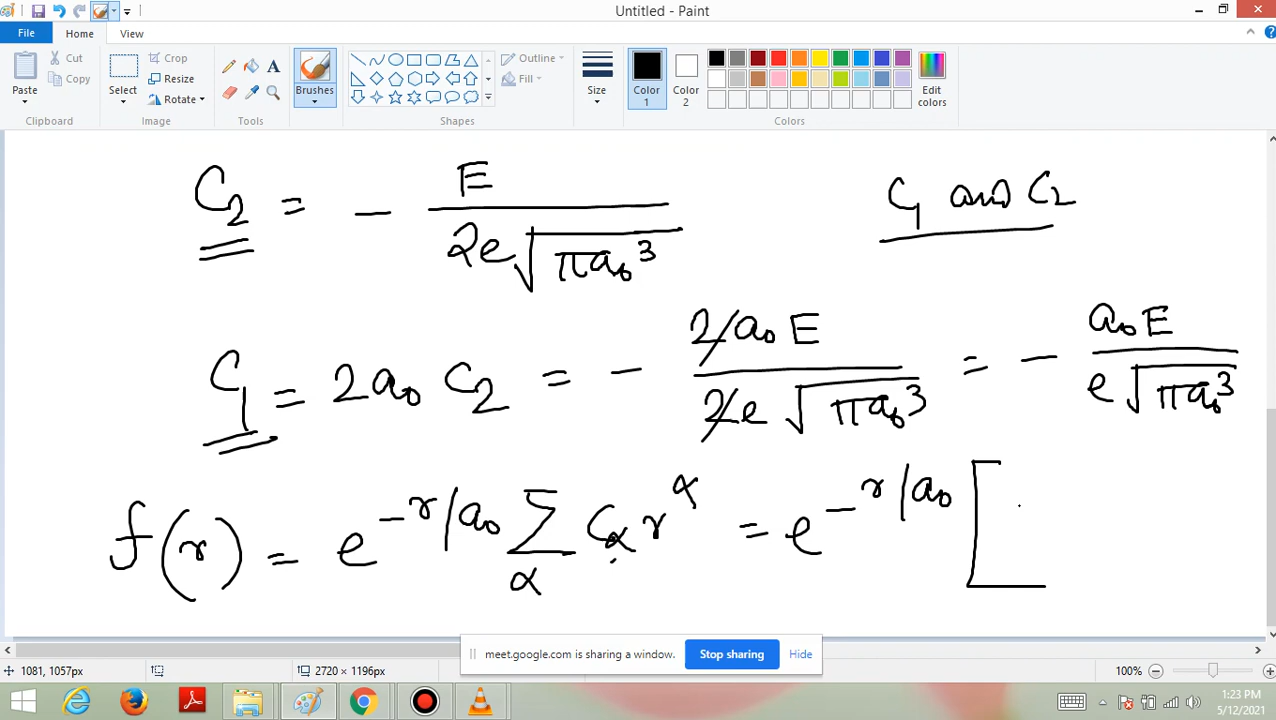 Untitled - Paint
File Home View
Paste Cut Copy Select Crop Resize Rotate Brushes Outline Fill Size Color 1 Color 2 Edit colors
Clipboard Image Tools Shapes Colors
C₂ = - E / 2e√(πa₀³) C₁ and C₂
C₁ = 2a₀ C₂ = - 2/a₀ E / 2/e √(πa₀³) = - a₀E / e√(πa₀³)
f(r) = e^(-r/a₀) Σ_α C_α r^α = e^(-r/a₀) [
meet.google.com is sharing a window. Stop sharing Hide
1081, 1057px 2720 × 1196px 100%
1:23 PM
5/12/2021